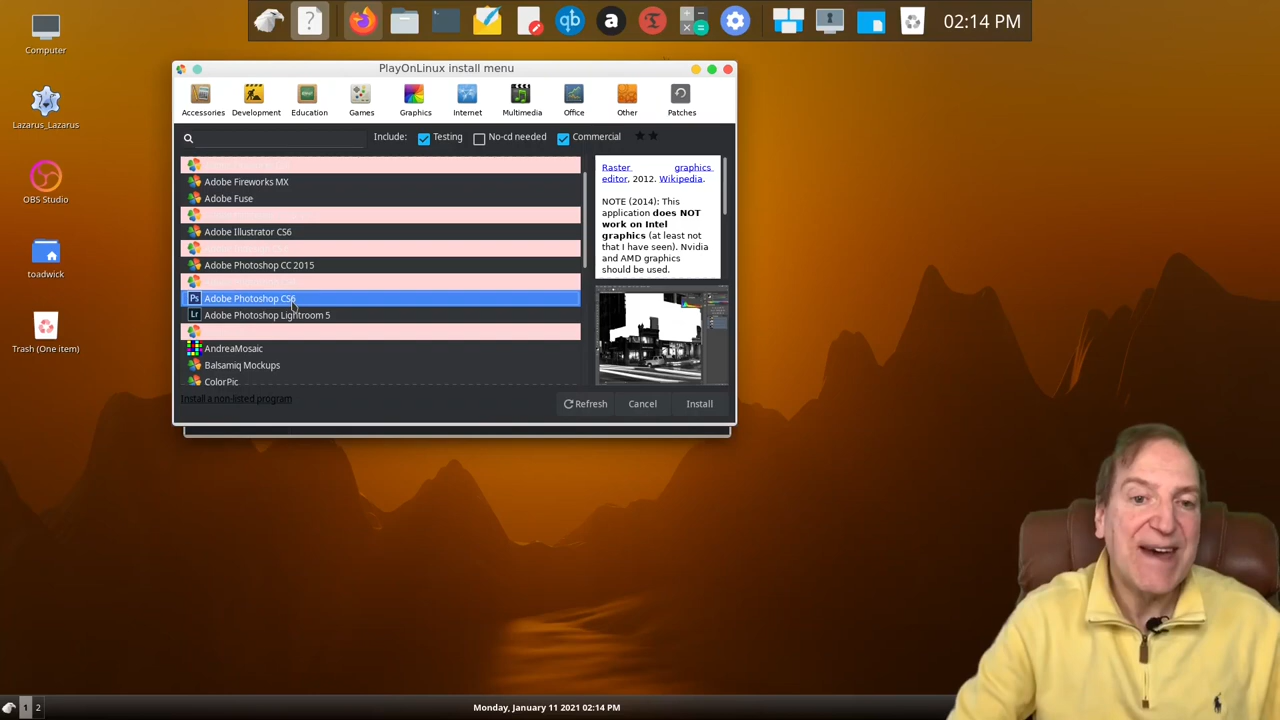 Computer
Lazarus_Lazarus
OBS Studio
toadwick
Trash (One item)
?
qb
a
02:14 PM
PlayOnLinux install menu
Accessories
Development
Education
Games
Graphics
Internet
Multimedia
Office
Other
Patches
Include:
Testing
No-cd needed
Commercial
Adobe Fireworks MX
Adobe Fuse
Adobe Illustrator CS6
Adobe Photoshop CC 2015
Ps Adobe Photoshop CS6
Lr Adobe Photoshop Lightroom 5
AndreaMosaic
Balsamiq Mockups
ColorPic
Raster graphics
editor, 2012. Wikipedia.
NOTE (2014): This
application does NOT
work on Intel
graphics (at least not
that I have seen). Nvidia
and AMD graphics
should be used.
Install a non-listed program
Refresh
Cancel
Install
1
2
Monday, January 11 2021 02:14 PM